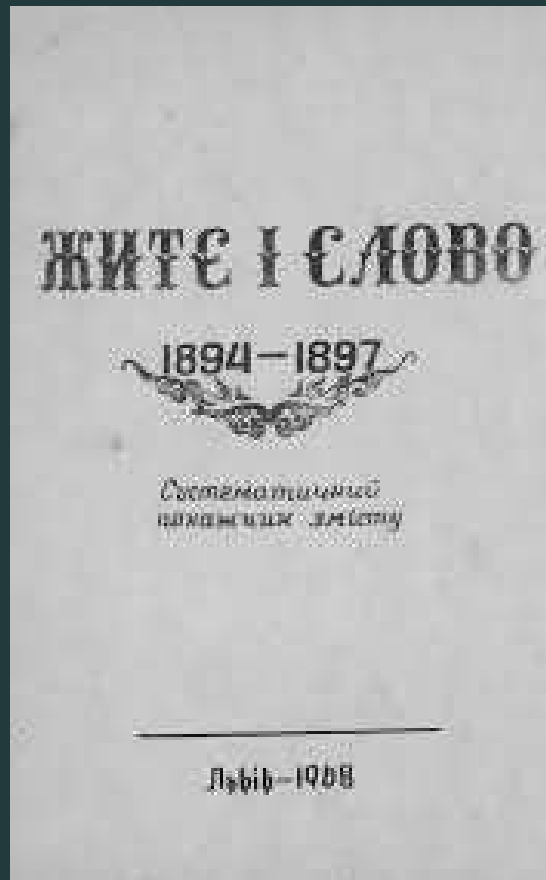 ЖИТЄ І СЛОВО
1894—1897
Систематичний
покажчик змісту
Львів—1968